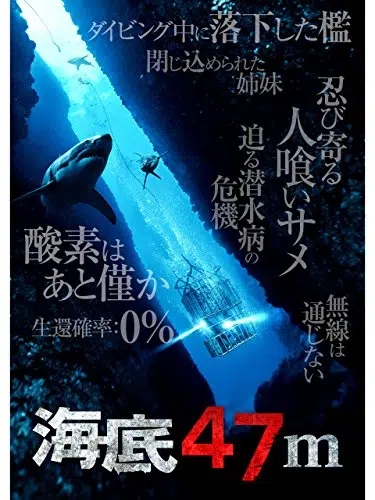 ダイビング中に落下した檻
閉じ込められた
姉妹
忍び寄る
人喰いサメ
迫る潜水病の
危機
酸素は
あと僅か
生還確率:0%
無線は
通じない
海底47m